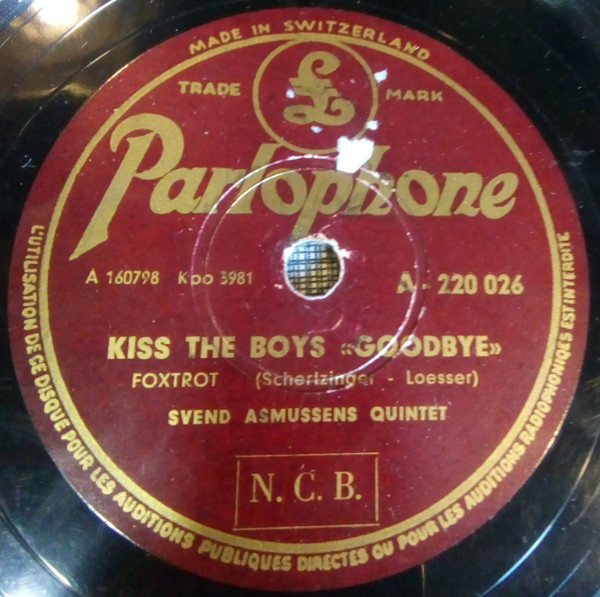 MADE IN SWITZERLAND
TRADE MARK
£
Parlophone
A 160798 Kpo 3981
A - 220 026
KISS THE BOYS «GOODBYE»
FOXTROT (Schertzinger - Loesser)
SVEND ASMUSSENS QUINTET
N. C. B.
L'UTILISATION DE CE DISQUE POUR LES AUDITIONS PUBLIQUES DIRECTES OU POUR LES AUDITIONS RADIOPHONIQUES EST INTERDITE